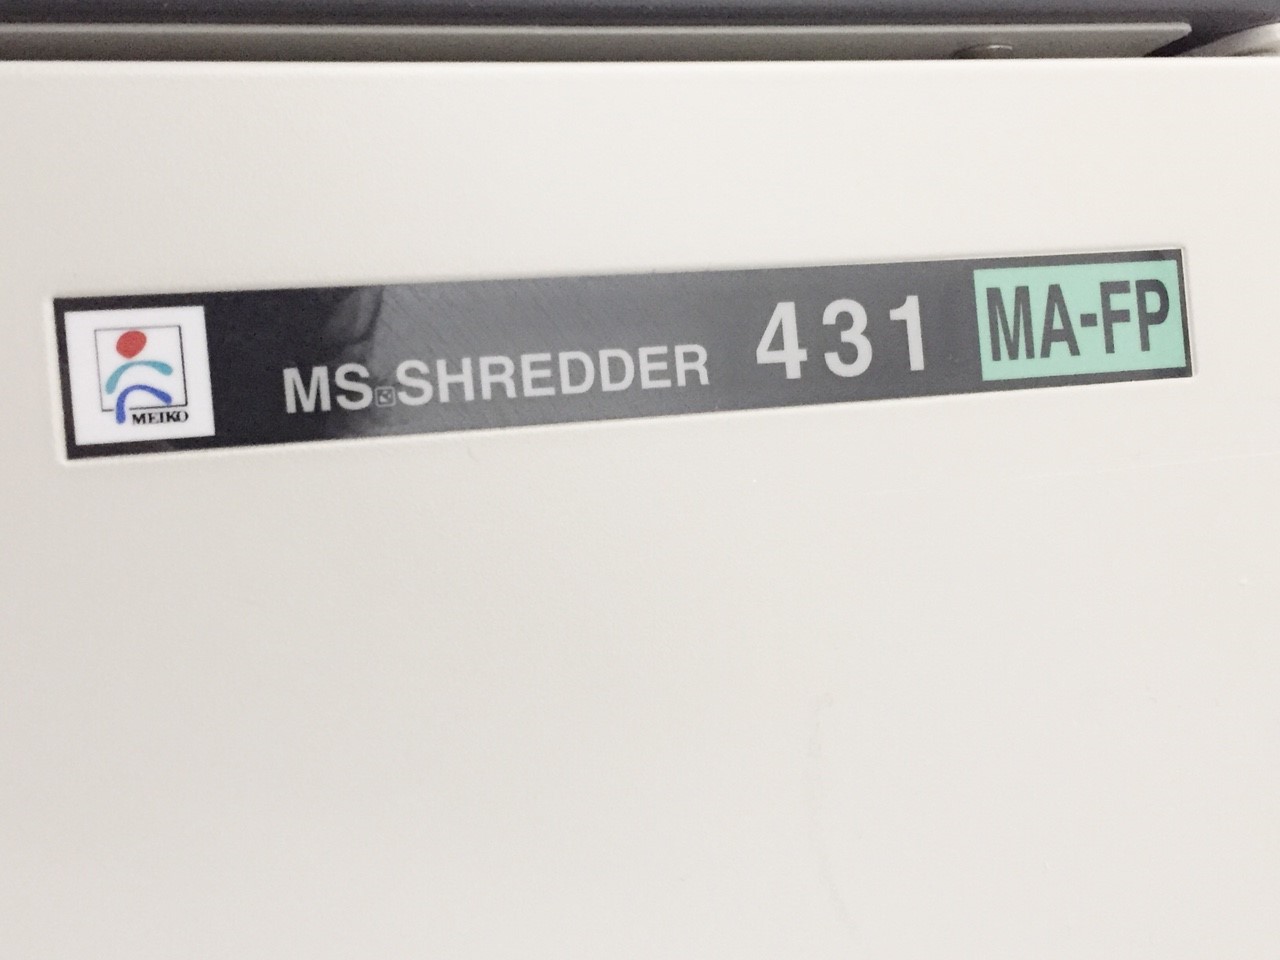 MEIKO
MS SHREDDER 431 MA-FP